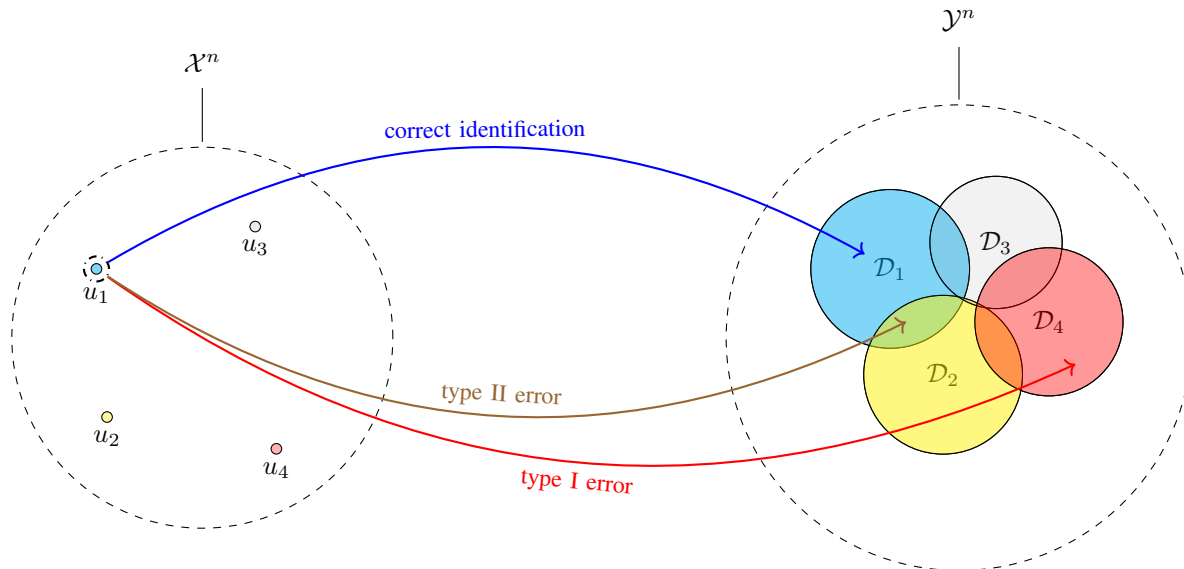 𝒴ⁿ
𝒳ⁿ
correct identification
u₃
𝒟₃
𝒟₁
u₁
𝒟₄
𝒟₂
type II error
u₂
u₄
type I error